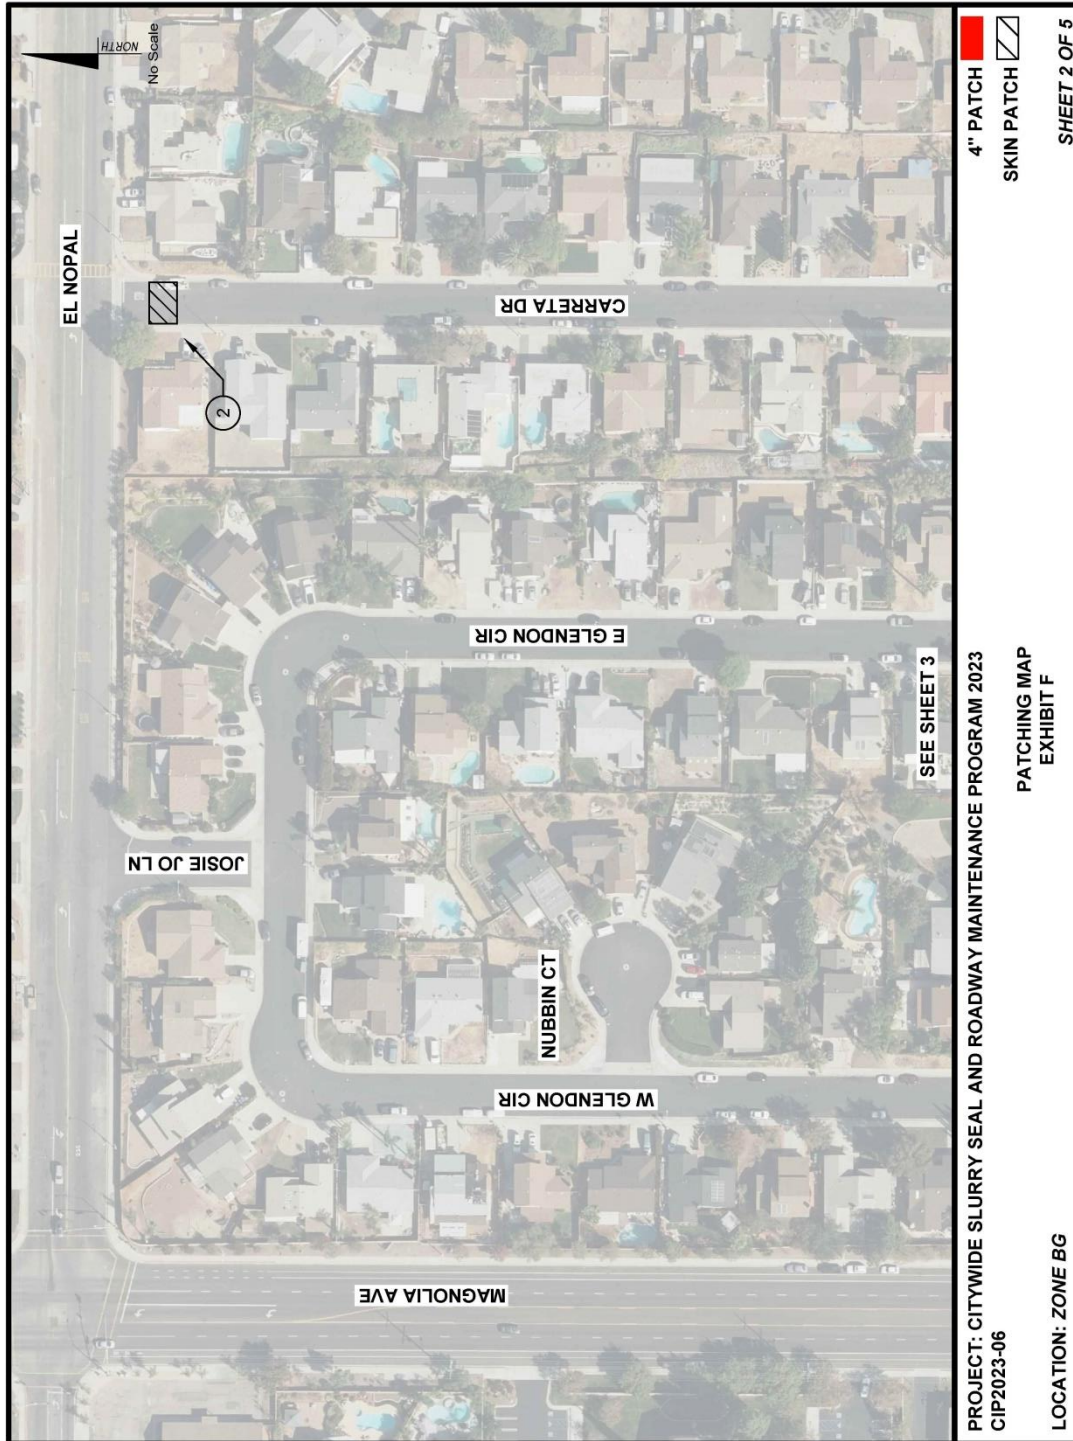 NORTH
No Scale
EL NOPAL
2
CARRETA DR
E GLENDON CIR
JOSIE JO LN
NUBBIN CT
W GLENDON CIR
MAGNOLIA AVE
SEE SHEET 3
PROJECT: CITYWIDE SLURRY SEAL AND ROADWAY MAINTENANCE PROGRAM 2023
CIP2023-06
PATCHING MAP
EXHIBIT F
LOCATION: ZONE BG
4" PATCH
SKIN PATCH
SHEET 2 OF 5